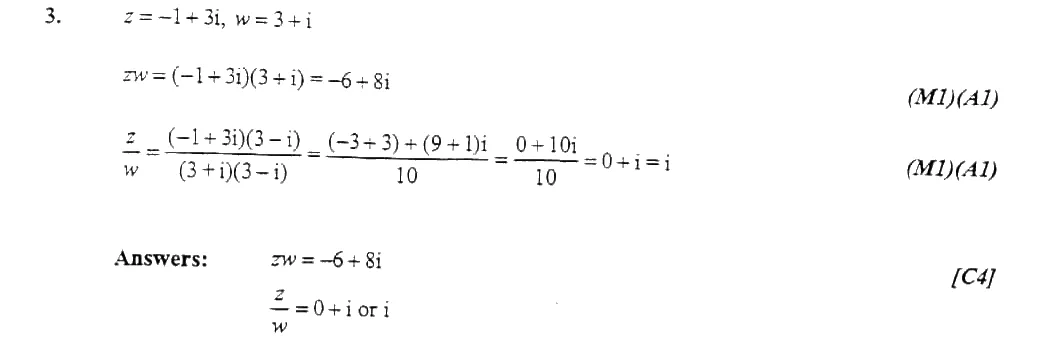 3. z = −1 + 3i, w = 3 + i
zw = (−1 + 3i)(3 + i) = −6 + 8i
(M1)(A1)
z/w = (−1 + 3i)(3 − i)/(3 + i)(3 − i) = (−3 + 3) + (9 + 1)i/10 = 0 + 10i/10 = 0 + i = i
(M1)(A1)
Answers: zw = −6 + 8i
[C4]
z/w = 0 + i or i